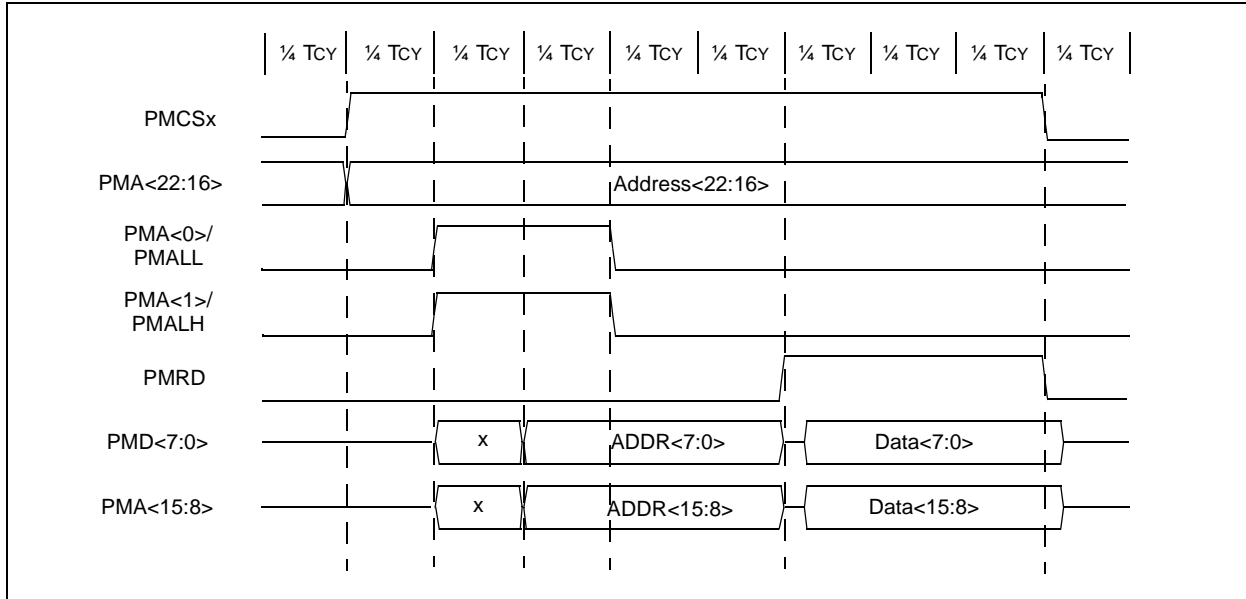 ¼ TCY ¼ TCY ¼ TCY ¼ TCY ¼ TCY ¼ TCY ¼ TCY ¼ TCY ¼ TCY ¼ TCY
PMCSx
PMA<22:16> Address<22:16>
PMA<0>/
PMALL
PMA<1>/
PMALH
PMRD
PMD<7:0> x ADDR<7:0> Data<7:0>
PMA<15:8> x ADDR<15:8> Data<15:8>